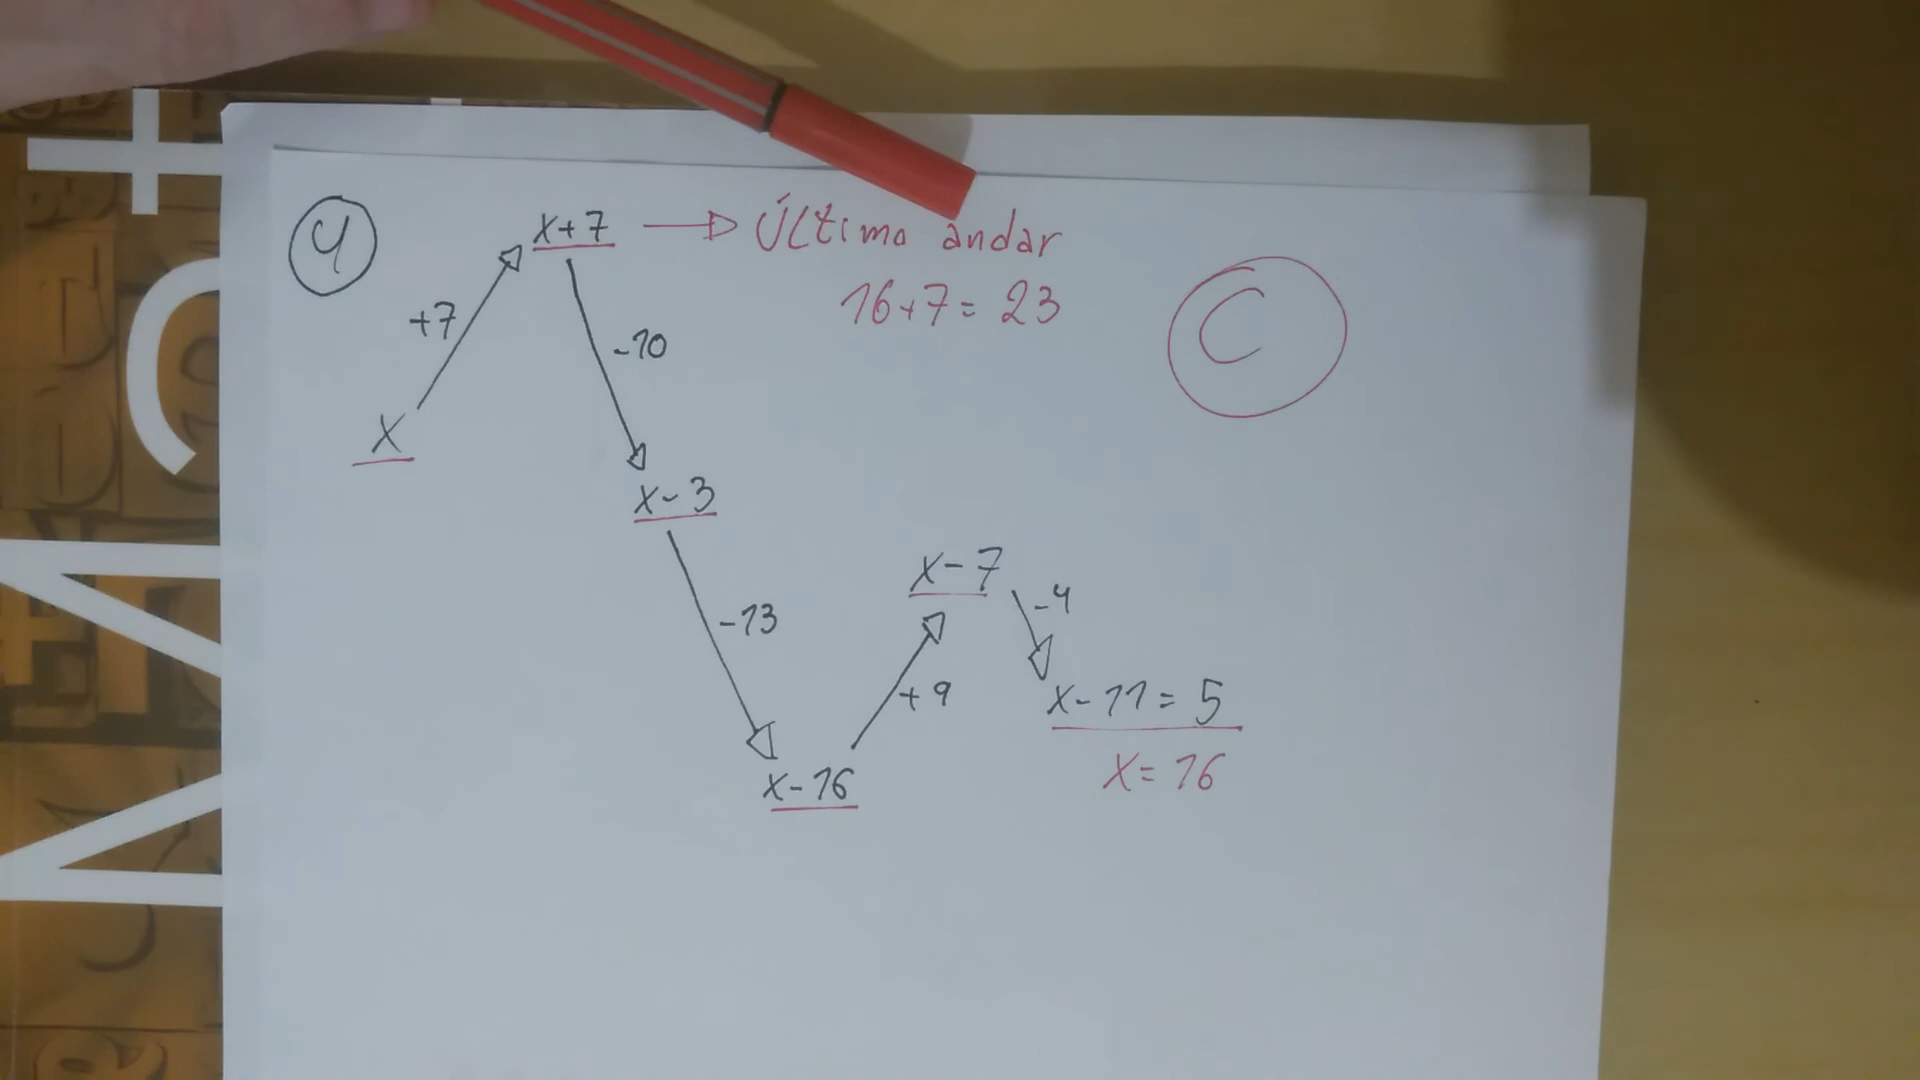 4
x+7 → Último andar
16+7= 23
C
+7
-10
x
x-3
x-7
-4
-13
+9
x-11= 5
x= 16
x-16